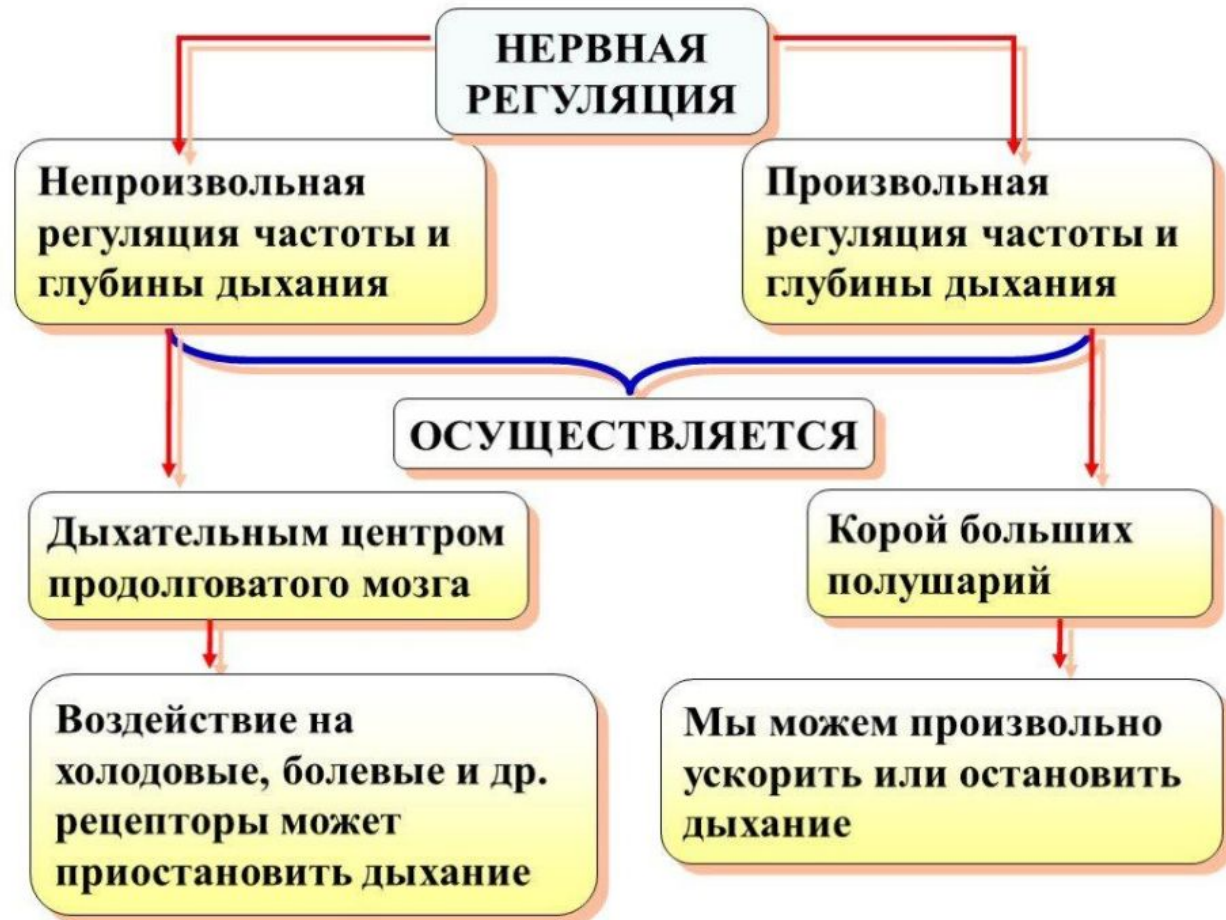 НЕРВНАЯ
РЕГУЛЯЦИЯ
Непроизвольная
регуляция частоты и
глубины дыхания
Произвольная
регуляция частоты и
глубины дыхания
ОСУЩЕСТВЛЯЕТСЯ
Дыхательным центром
продолговатого мозга
Корой больших
полушарий
Воздействие на
холодовые, болевые и др.
рецепторы может
приостановить дыхание
Мы можем произвольно
ускорить или остановить
дыхание